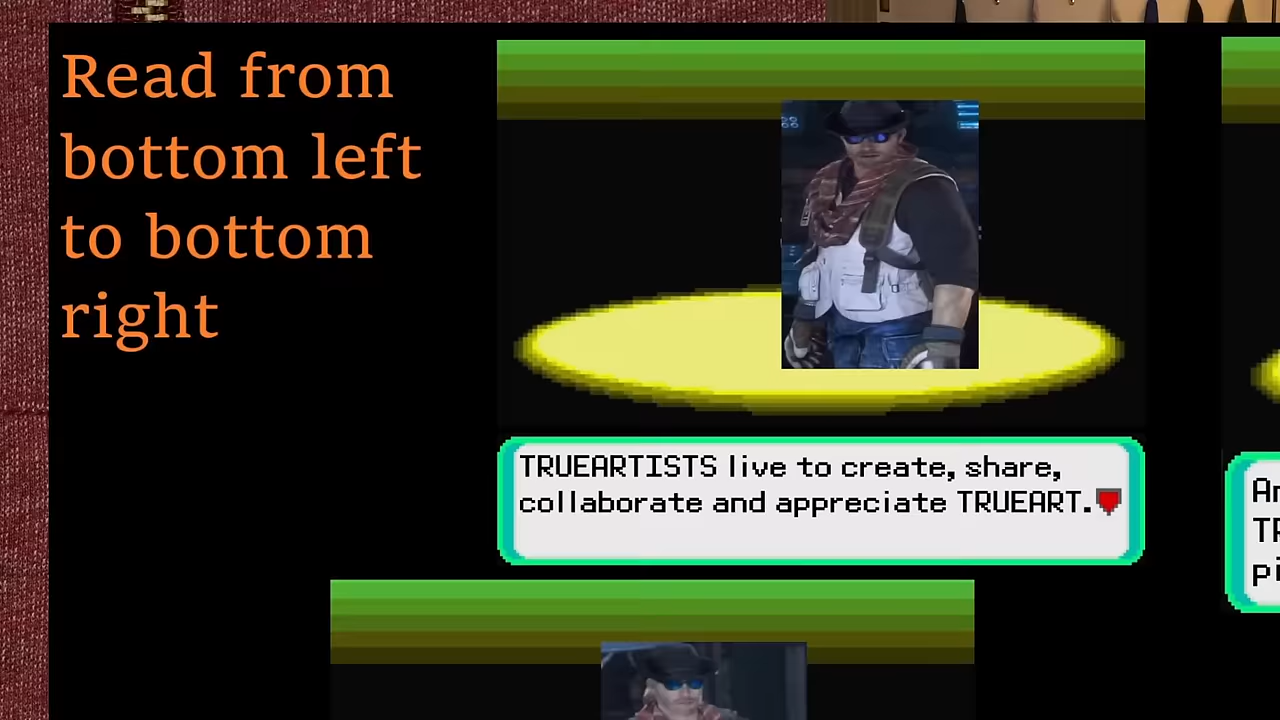 Read from
bottom left
to bottom
right
TRUEARTISTS live to create, share,
collaborate and appreciate TRUEART.